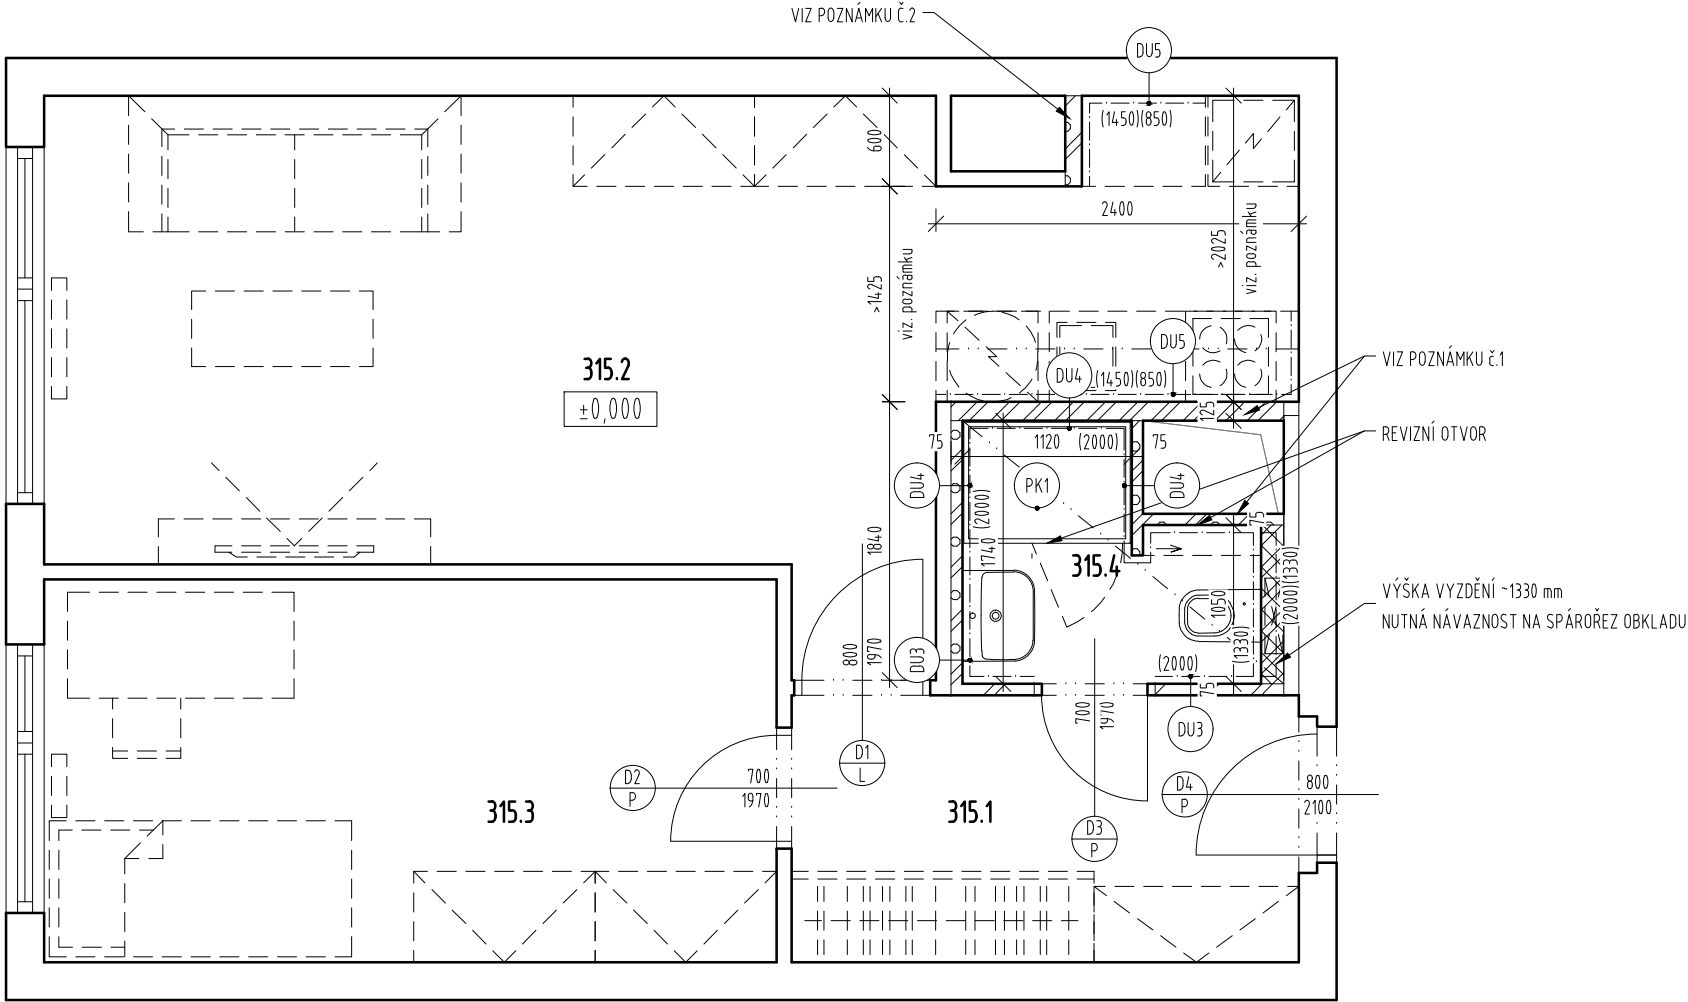 VIZ POZNÁMKU Č.2
DU5
(1450)(850)
600
2400
>2025
viz. poznámku
>1425
viz. poznámku
315.2
±0,000
DU5
DU4
(1450)(850)
VIZ POZNÁMKU č.1
125
REVIZNÍ OTVOR
75
1120
(2000)
75
DU4
PK1
DU4
(2000)
1740
1840
75
315.4
(2000)(1330)
VÝŠKA VYZDĚNÍ ~1330 mm
NUTNÁ NÁVAZNOST NA SPÁROŘEZ OBKLADU
1050
(1330)
800
1970
DU3
(2000)
75
700
1970
DU3
D1
L
D2
P
700
1970
D4
P
800
2100
315.3
315.1
D3
P